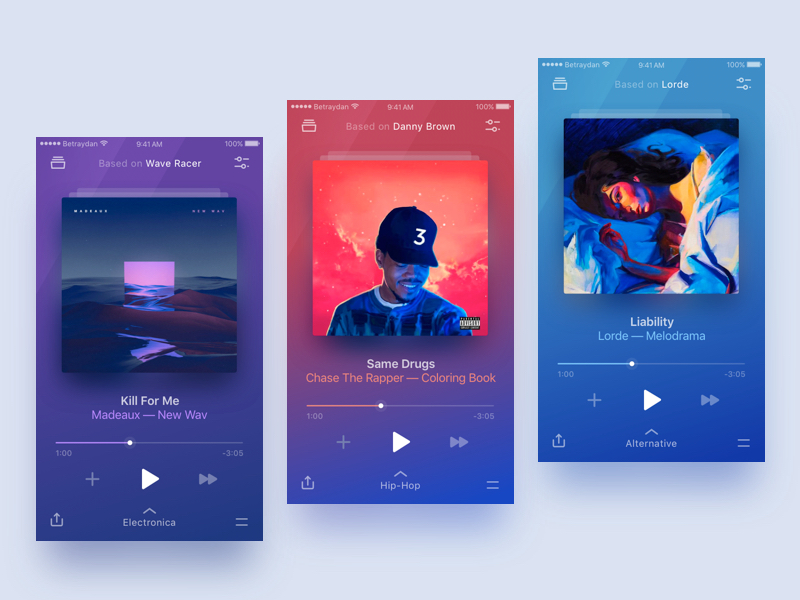 Betraydan
9:41 AM
100%
Based on Wave Racer
MADEAUX
NEW WAV
Kill For Me
Madeaux — New Wav
1:00
-3:05
Electronica
Betraydan
9:41 AM
100%
Based on Danny Brown
3
Same Drugs
Chase The Rapper — Coloring Book
1:00
-3:05
Hip-Hop
Betraydan
9:41 AM
100%
Based on Lorde
Liability
Lorde — Melodrama
1:00
-3:05
Alternative